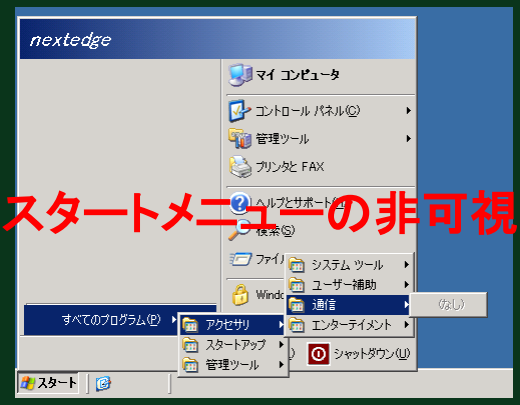 nextedge
マイ コンピュータ
コントロール パネル(C)
管理ツール
プリンタと FAX
ヘルプとサポート(H)
スタートメニューの非可視
検索(S)
ファイル
システム ツール
ユーザー補助
Windo
通信
(なし)
すべてのプログラム(P)
アクセサリ
エンターテイメント
スタートアップ
シャットダウン(U)
管理ツール
スタート